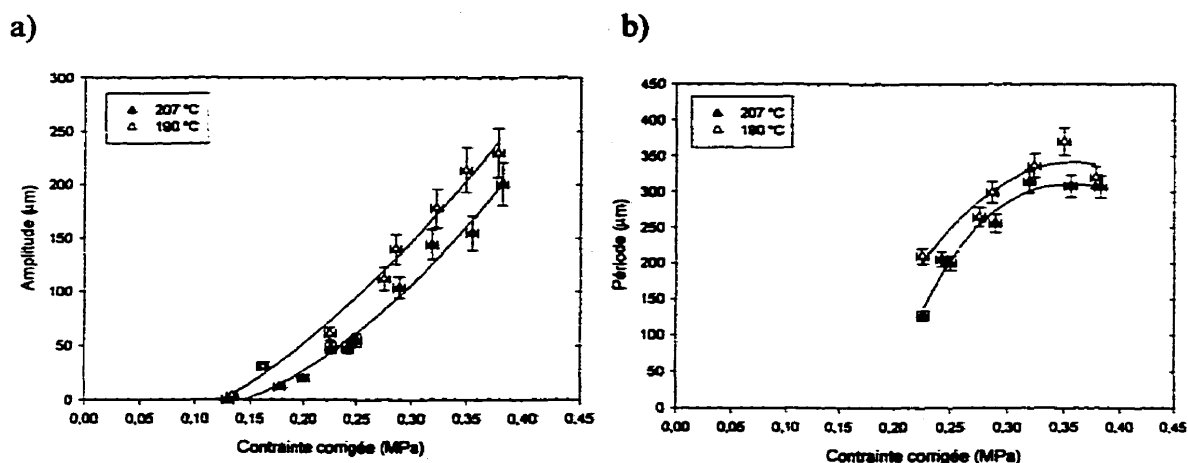 a)
300
250
200
150
100
50
0
Amplitude (µm)
207 °C
190 °C
0,00 0,05 0,10 0,15 0,20 0,25 0,30 0,35 0,40 0,45
Contrainte corrigée (MPa)
b)
450
400
350
300
250
200
150
100
50
0
Période (µm)
207 °C
190 °C
0,00 0,05 0,10 0,15 0,20 0,25 0,30 0,35 0,40 0,45
Contrainte corrigée (MPa)